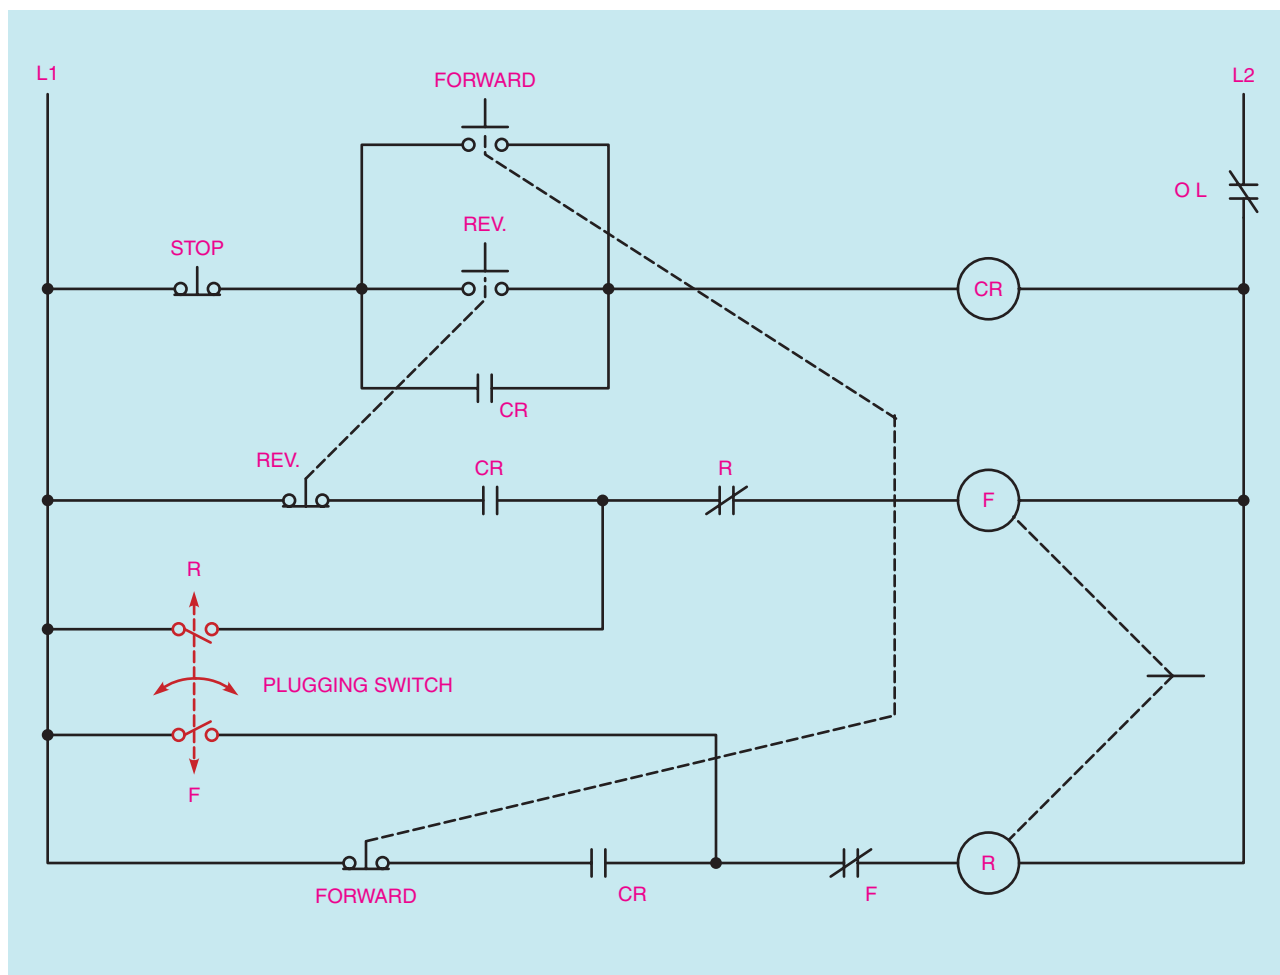 L1
FORWARD
L2
O L
REV.
STOP
CR
CR
REV.
CR
R
F
R
PLUGGING SWITCH
F
R
FORWARD
CR
F